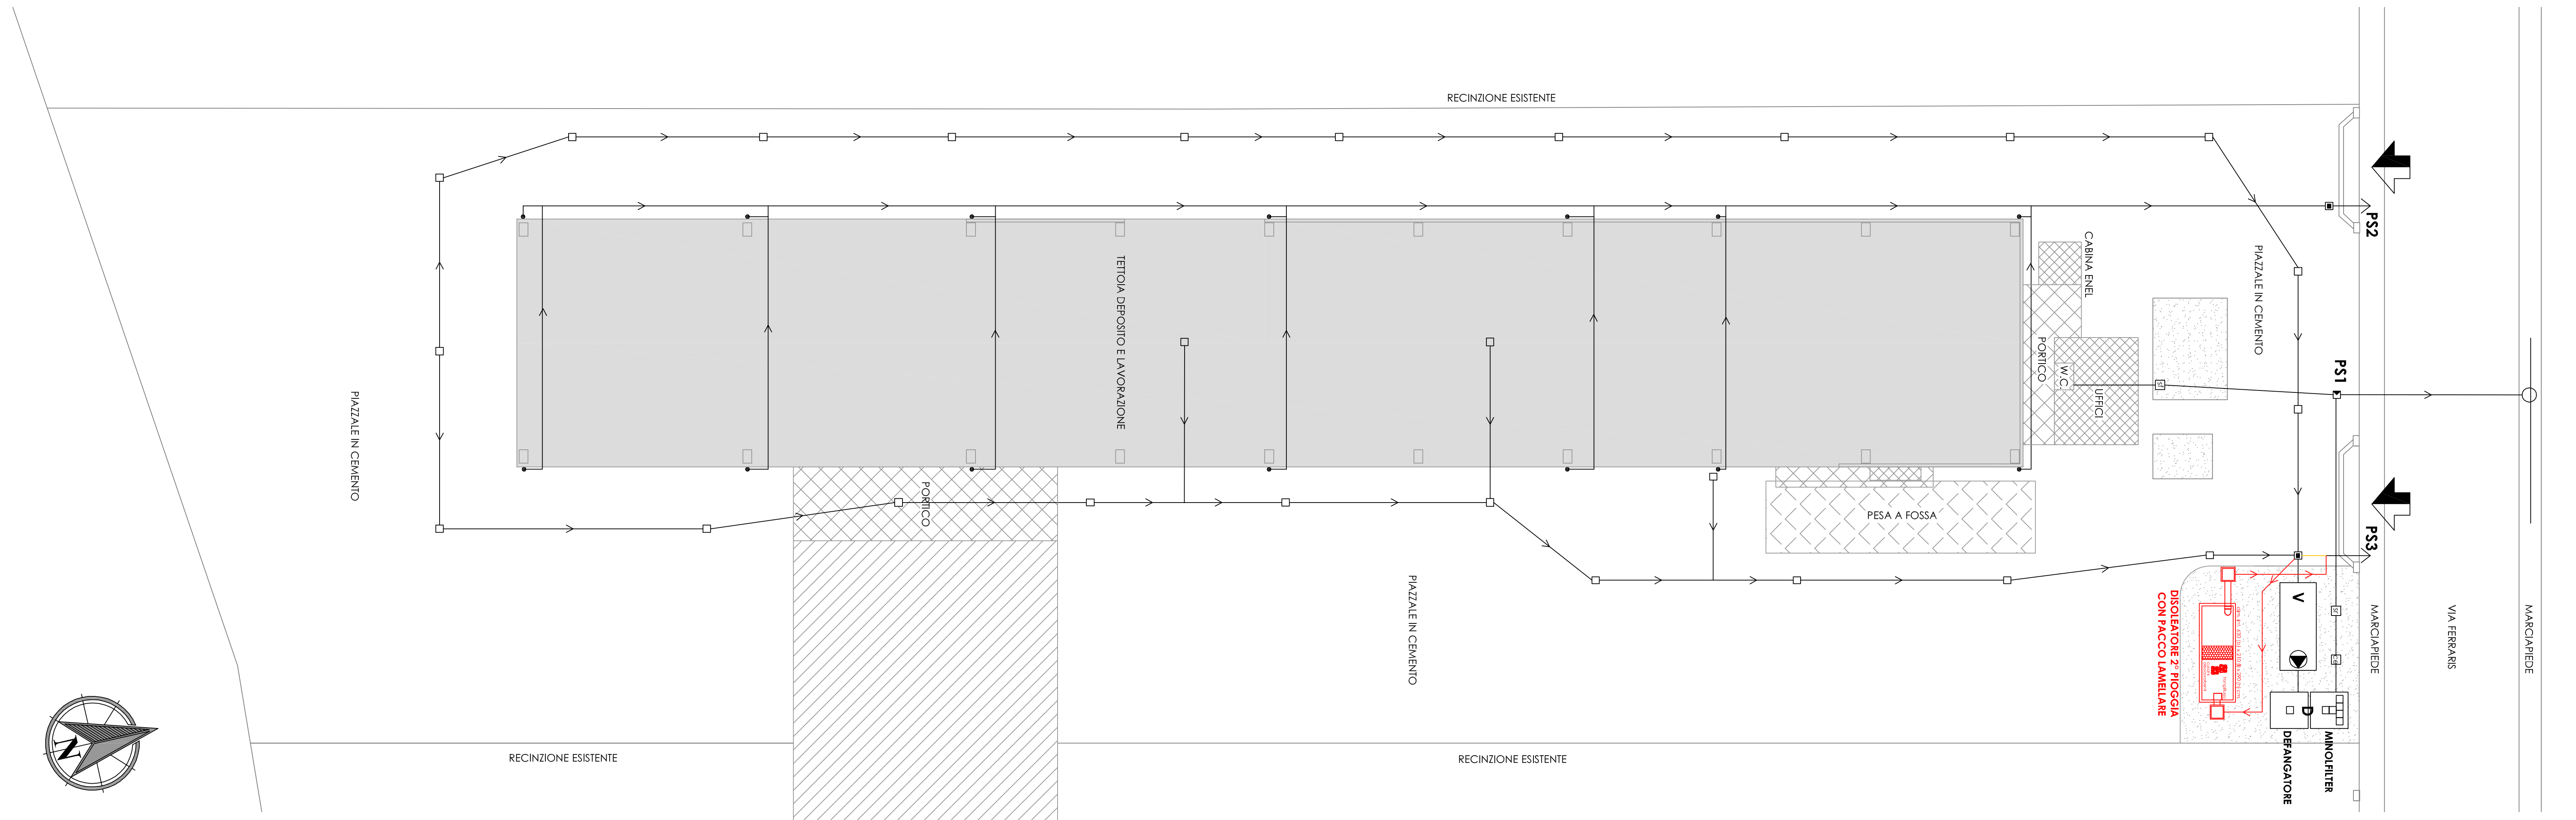 RECINZIONE ESISTENTE
PS2
CABINA ENEL
PIAZZALE IN CEMENTO
TETTOIA DEPOSITO E LAVORAZIONE
PORTICO
W.C.
UFFICI
PS1
PIAZZALE IN CEMENTO
PORTICO
PESA A FOSSA
PS3
PIAZZALE IN CEMENTO
DISOLEATORE 2° PIOGGIA
CON PACCO LAMELLARE
V
MARCIAPIEDE
VIA FERRARIS
MARCIAPIEDE
D
DEFANGATORE
MINOLFILTER
N
RECINZIONE ESISTENTE
RECINZIONE ESISTENTE